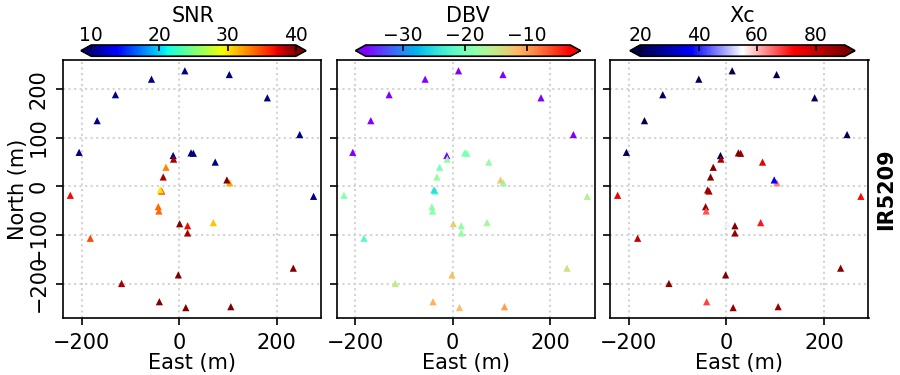 SNR DBV Xc
10 20 30 40 −30 −20 −10 20 40 60 80
North (m)
200
100
0
−100
−200
IR5209
−200 0 200 −200 0 200 −200 0 200
East (m) East (m) East (m)